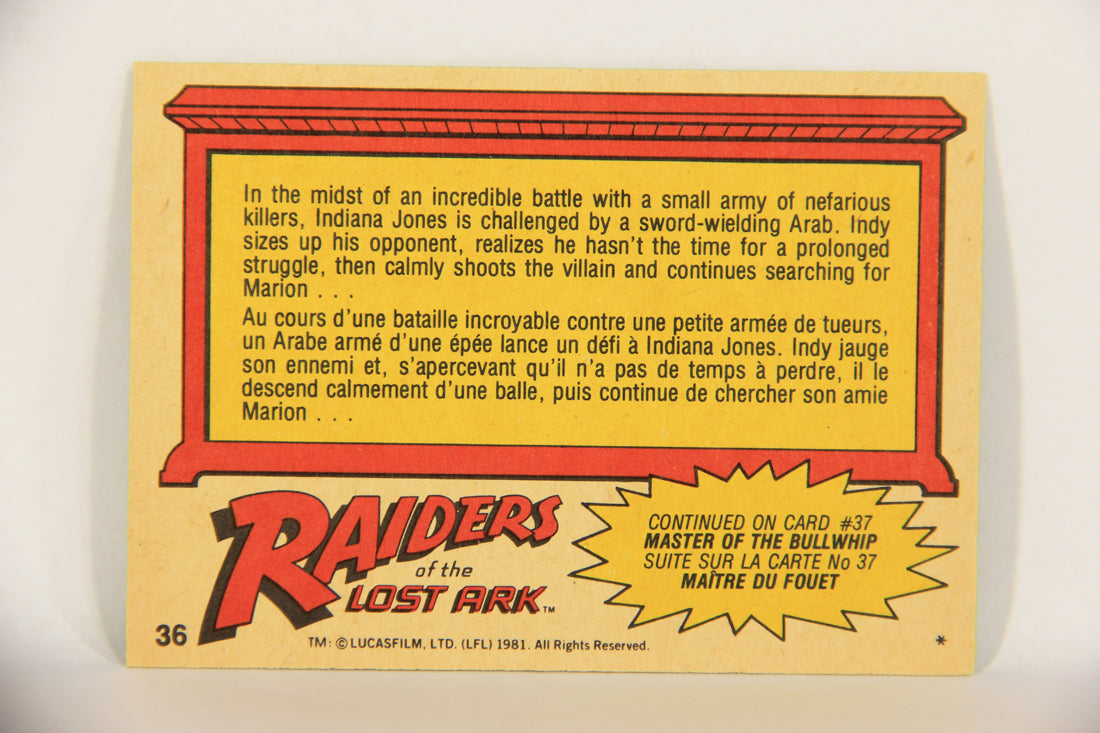 In the midst of an incredible battle with a small army of nefarious
killers, Indiana Jones is challenged by a sword-wielding Arab. Indy
sizes up his opponent, realizes he hasn't the time for a prolonged
struggle, then calmly shoots the villain and continues searching for
Marion . . .
Au cours d'une bataille incroyable contre une petite armée de tueurs,
un Arabe armé d'une épée lance un défi à Indiana Jones. Indy jauge
son ennemi et, s'apercevant qu'il n'a pas de temps à perdre, il le
descend calmement d'une balle, puis continue de chercher son amie
Marion . . .
RAIDERS
of the
LOST ARK™
CONTINUED ON CARD #37
MASTER OF THE BULLWHIP
SUITE SUR LA CARTE No 37
MAÎTRE DU FOUET
36
TM: © LUCASFILM, LTD. (LFL) 1981. All Rights Reserved.
*